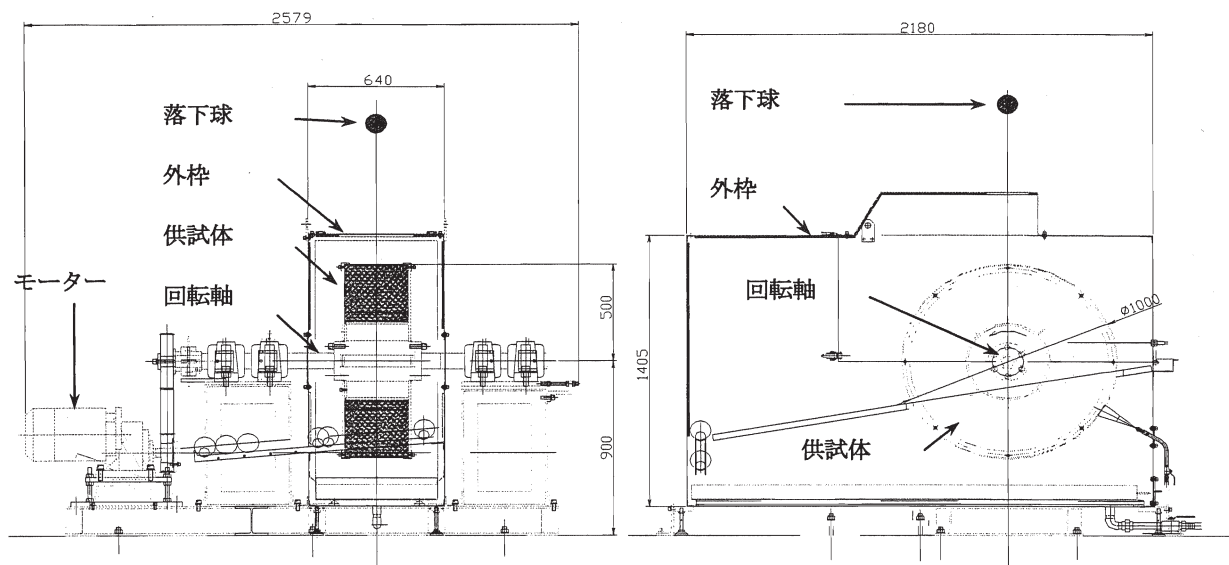 2579
640
落下球
外枠
供試体
モーター
回転軸
500
900
2180
落下球
外枠
回転軸
ø1000
1405
供試体